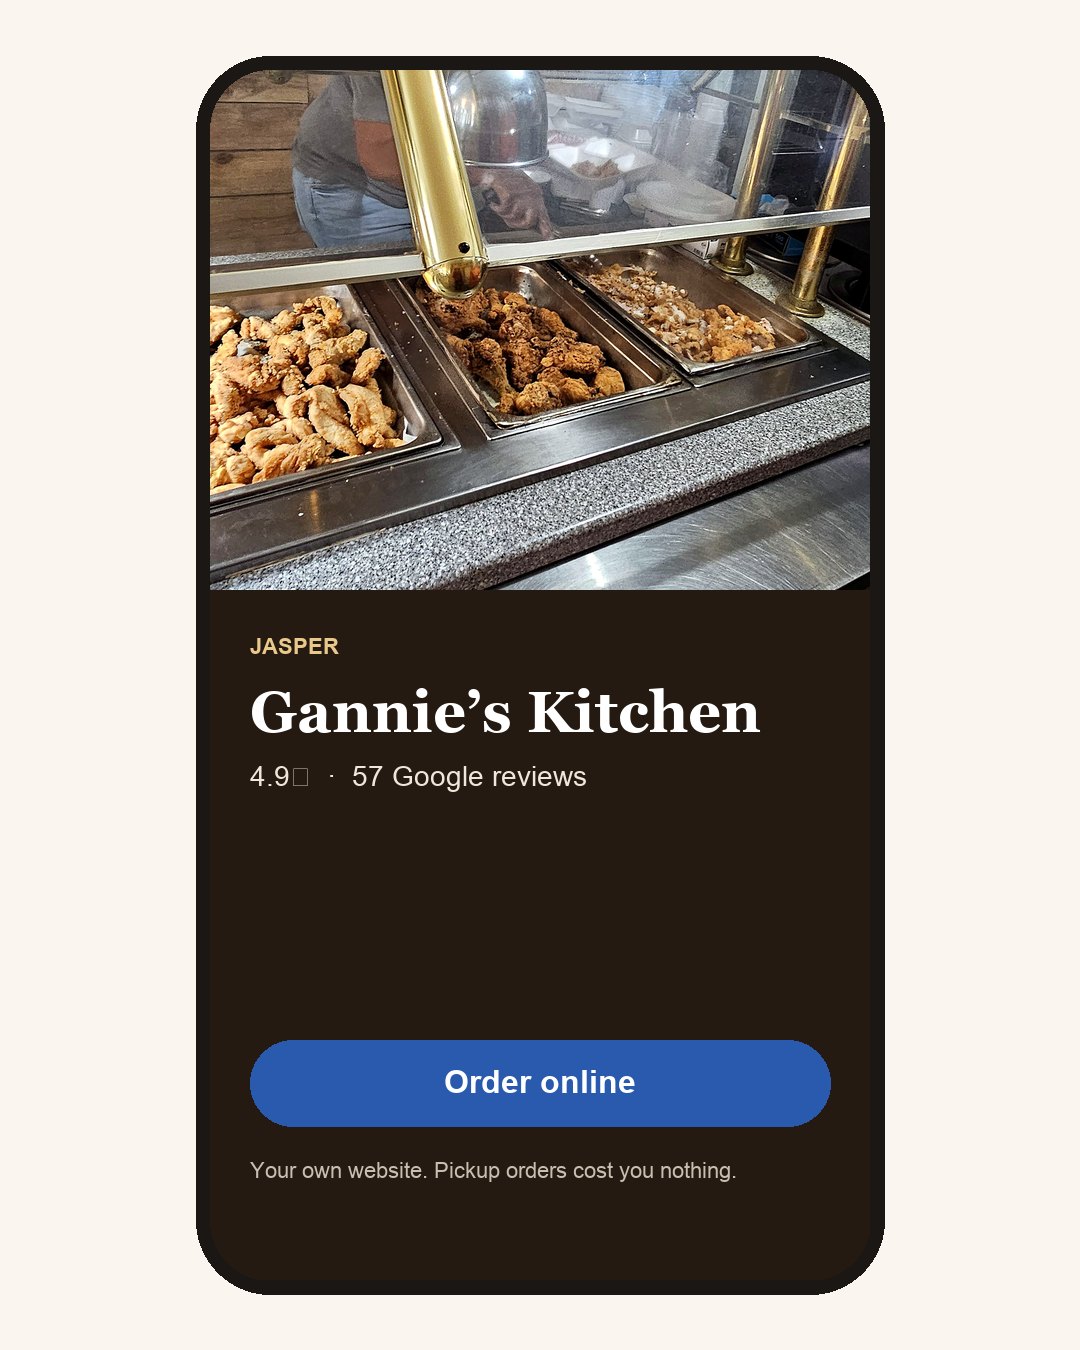 JASPER
Gannie’s Kitchen
4.9□ · 57 Google reviews
Order online
Your own website. Pickup orders cost you nothing.